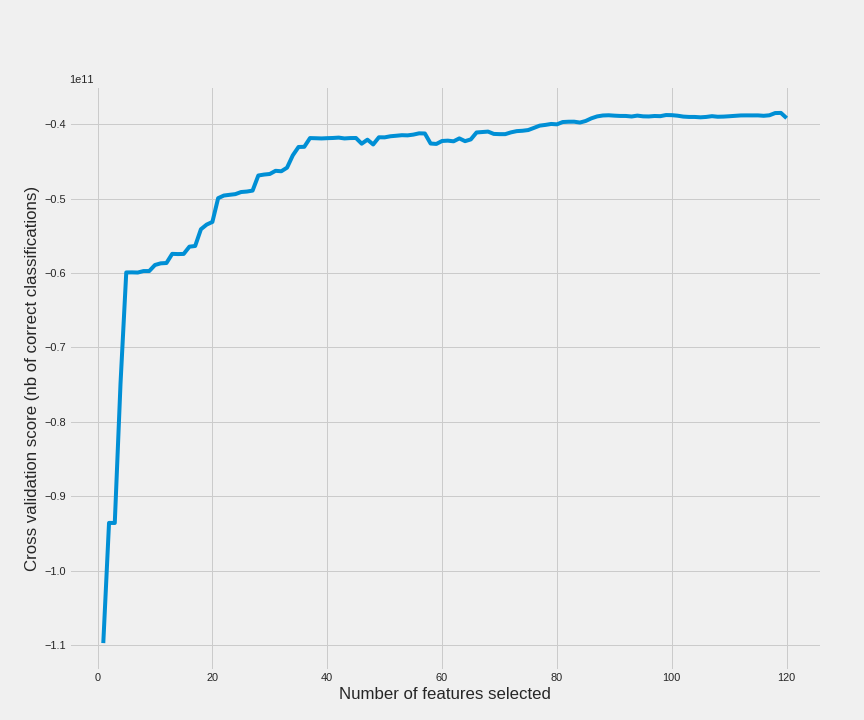 1e11
−0.4
−0.5
−0.6
−0.7
−0.8
−0.9
−1.0
−1.1
Cross validation score (nb of correct classifications)
0 20 40 60 80 100 120
Number of features selected